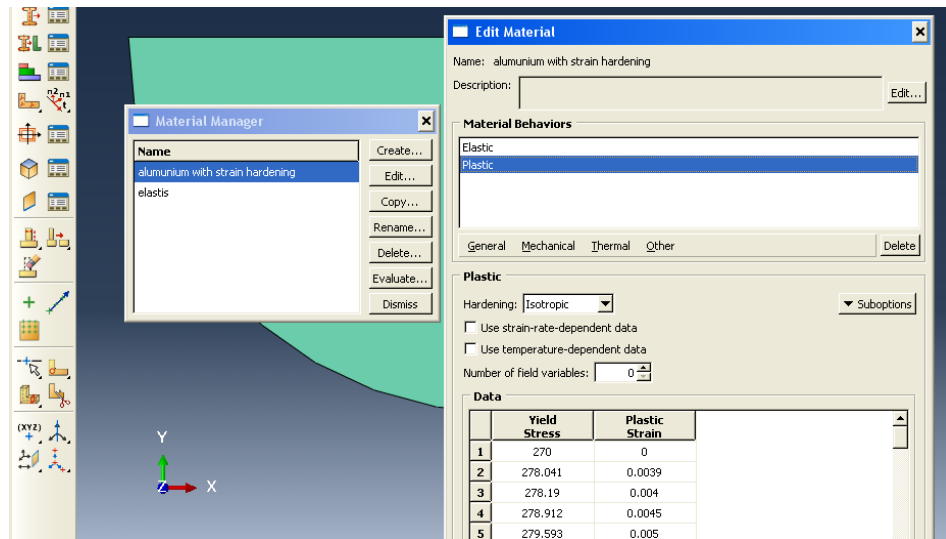 n2 n1
t
(XYZ)
Y
Z X
Material Manager
Name
alumunium with strain hardening
elastis
Create...
Edit...
Copy...
Rename...
Delete...
Evaluate...
Dismiss
Edit Material
Name: alumunium with strain hardening
Description:
Edit...
Material Behaviors
Elastic
Plastic
General Mechanical Thermal Other Delete
Plastic
Hardening: Isotropic Suboptions
Use strain-rate-dependent data
Use temperature-dependent data
Number of field variables: 0
Data
Yield Plastic
Stress Strain
1 270 0
2 278.041 0.0039
3 278.19 0.004
4 278.912 0.0045
5 279.593 0.005